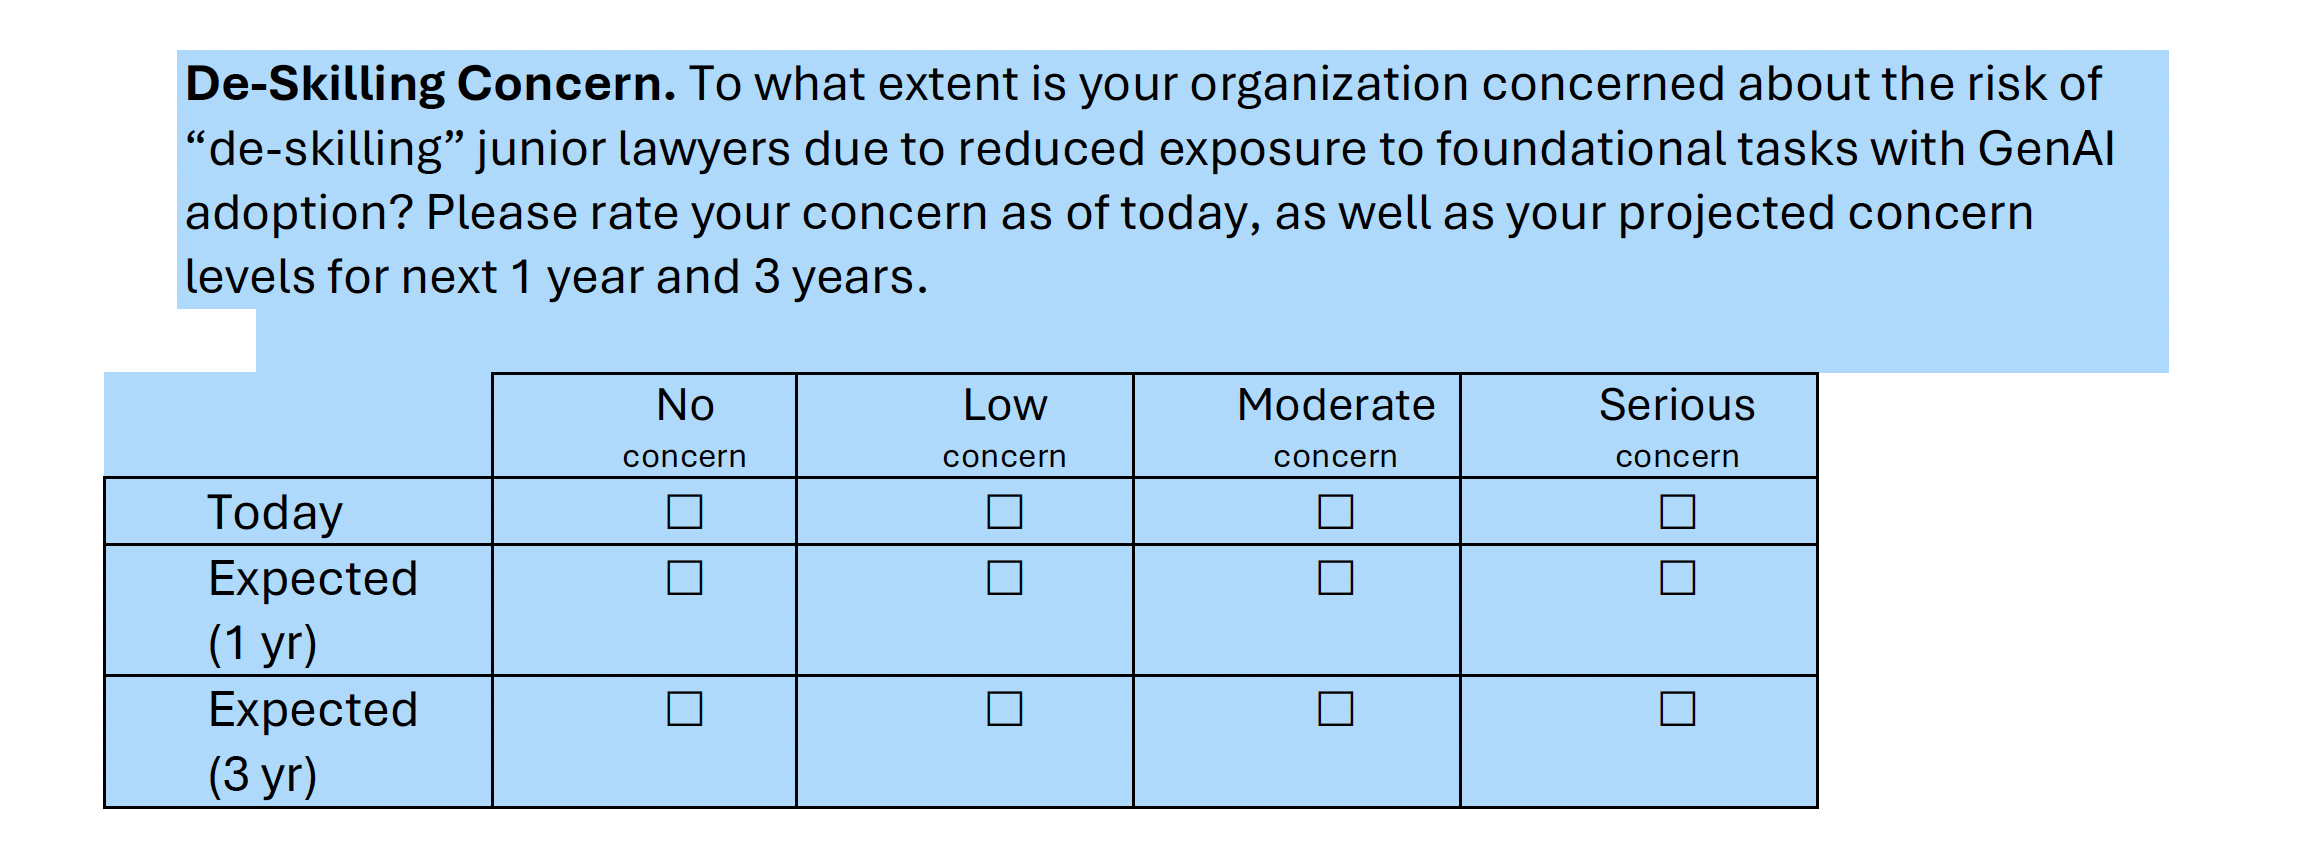 De-Skilling Concern. To what extent is your organization concerned about the risk of
“de-skilling” junior lawyers due to reduced exposure to foundational tasks with GenAI
adoption? Please rate your concern as of today, as well as your projected concern
levels for next 1 year and 3 years.
No Low Moderate Serious
concern concern concern concern
Today ☐ ☐ ☐ ☐
Expected ☐ ☐ ☐ ☐
(1 yr)
Expected ☐ ☐ ☐ ☐
(3 yr)